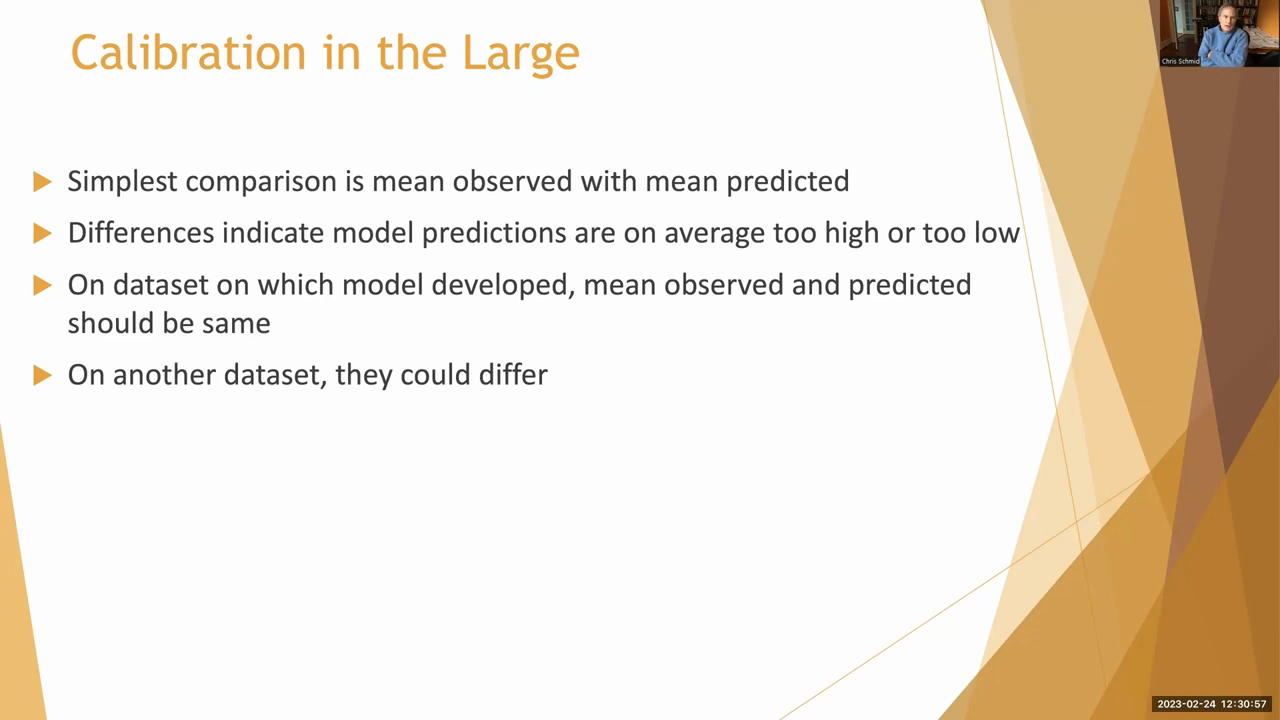 Calibration in the Large
Chris Schmid
Simplest comparison is mean observed with mean predicted
Differences indicate model predictions are on average too high or too low
On dataset on which model developed, mean observed and predicted
should be same
On another dataset, they could differ
2023-02-24 12:30:57